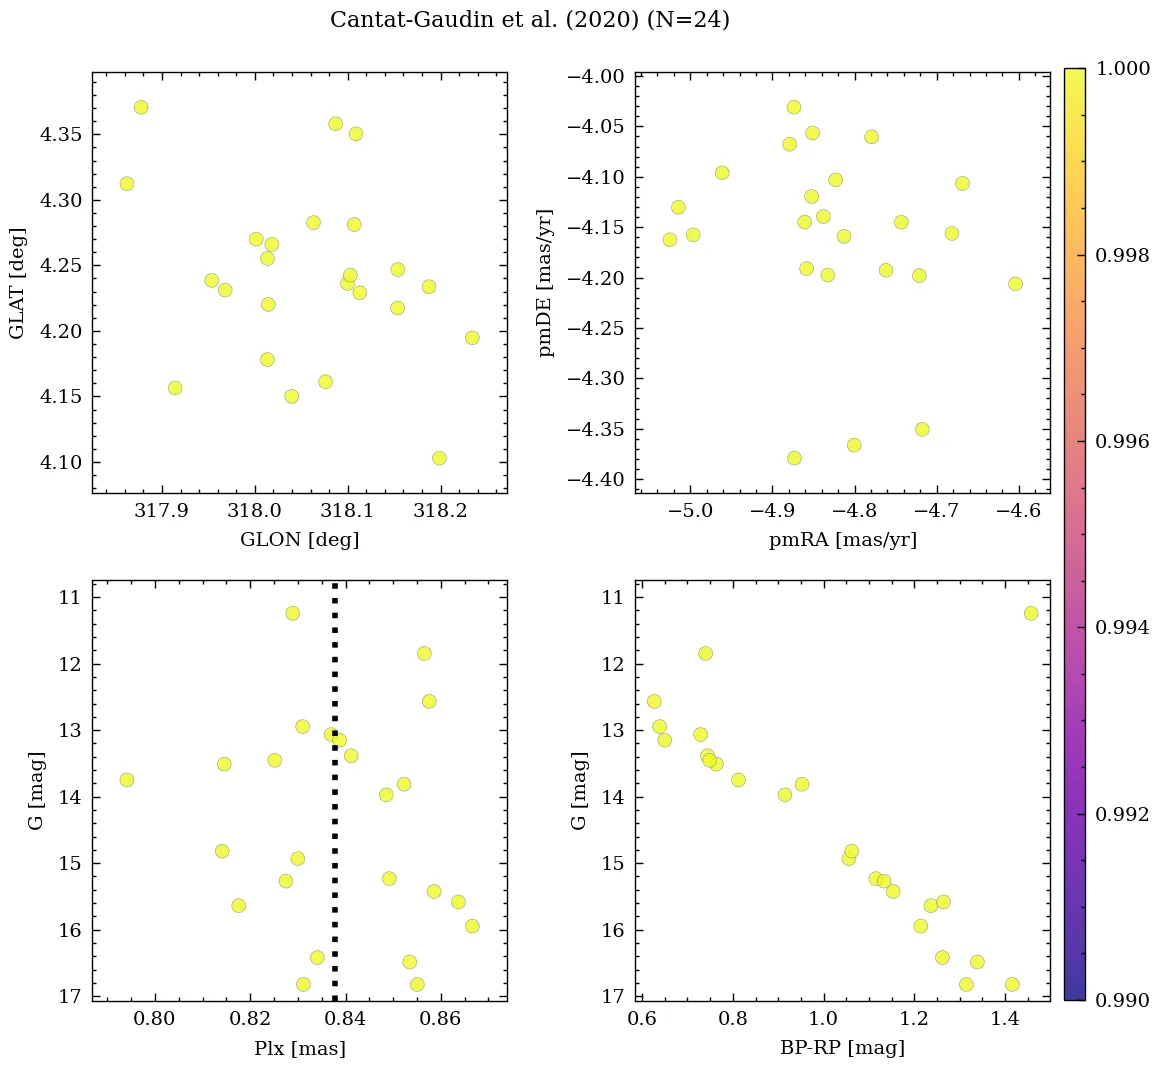 Cantat-Gaudin et al. (2020) (N=24)
4.35
4.30
4.25
4.20
4.15
4.10
GLAT [deg]
317.9 318.0 318.1 318.2
GLON [deg]
−4.00
−4.05
−4.10
−4.15
−4.20
−4.25
−4.30
−4.35
−4.40
pmDE [mas/yr]
−5.0 −4.9 −4.8 −4.7 −4.6
pmRA [mas/yr]
11
12
13
14
15
16
17
G [mag]
0.80 0.82 0.84 0.86
Plx [mas]
11
12
13
14
15
16
17
G [mag]
0.6 0.8 1.0 1.2 1.4
BP-RP [mag]
1.000
0.998
0.996
0.994
0.992
0.990